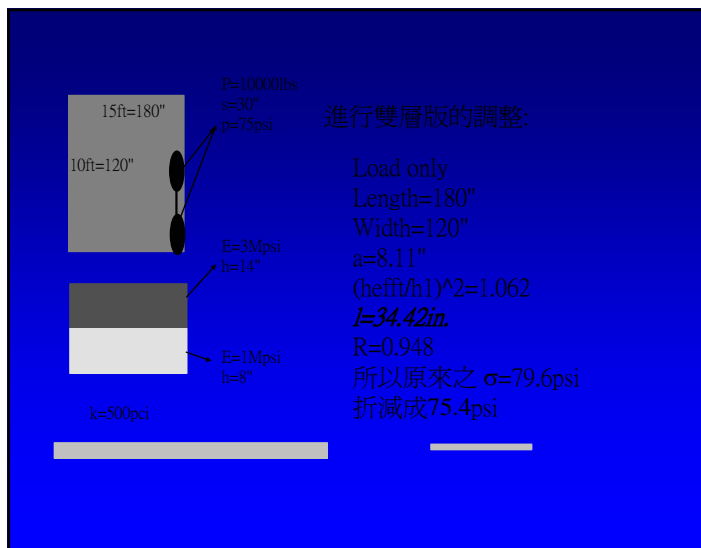 P=10000lbs
s=30"
p=75psi
15ft=180"
10ft=120"
E=3Mpsi
h=14"
E=1Mpsi
h=8"
k=500pci
進行雙層版的調整:
Load only
Length=180"
Width=120"
a=8.11"
(hefft/h1)^2=1.062
l=34.42in.
R=0.948
所以原來之 σ=79.6psi
折減成75.4psi